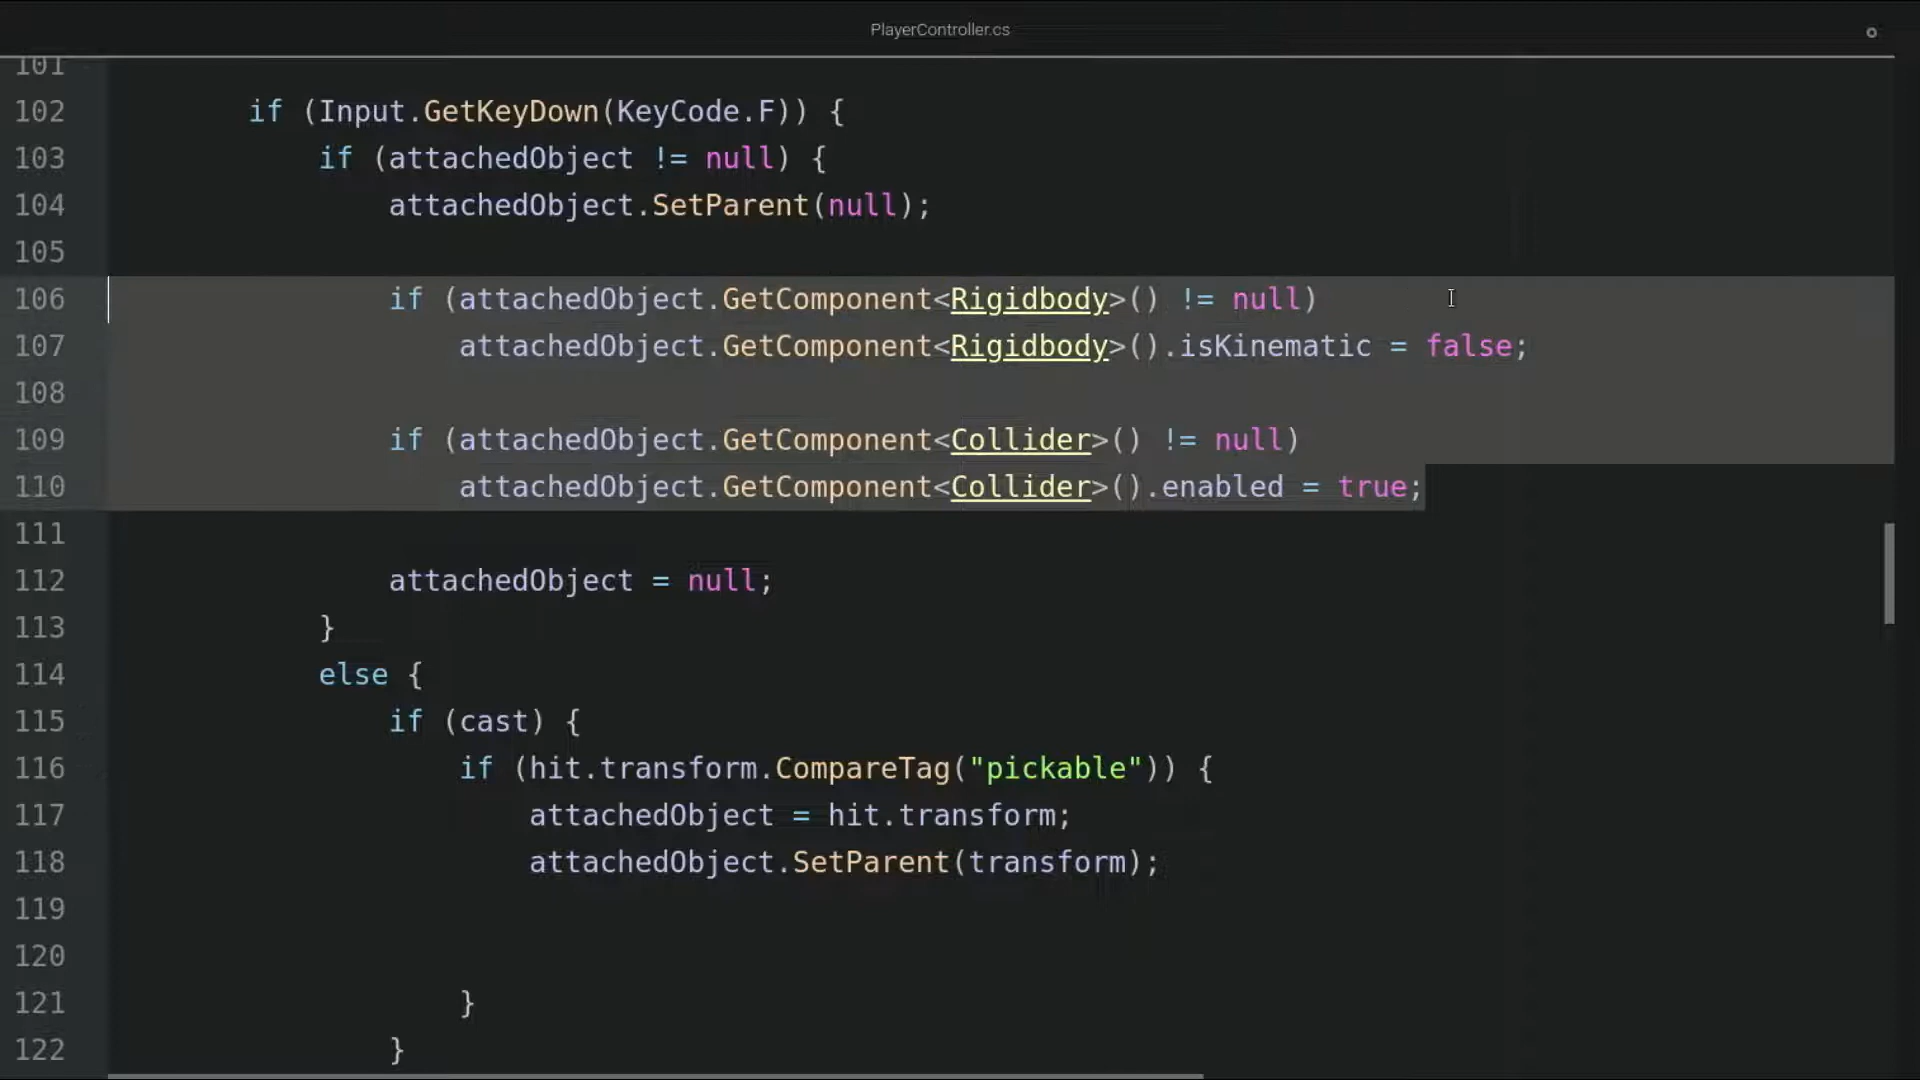 PlayerController.cs
101
102 if (Input.GetKeyDown(KeyCode.F)) {
103 if (attachedObject != null) {
104 attachedObject.SetParent(null);
105
106 if (attachedObject.GetComponent<Rigidbody>() != null)
107 attachedObject.GetComponent<Rigidbody>().isKinematic = false;
108
109 if (attachedObject.GetComponent<Collider>() != null)
110 attachedObject.GetComponent<Collider>().enabled = true;
111
112 attachedObject = null;
113 }
114 else {
115 if (cast) {
116 if (hit.transform.CompareTag("pickable")) {
117 attachedObject = hit.transform;
118 attachedObject.SetParent(transform);
119
120
121 }
122 }